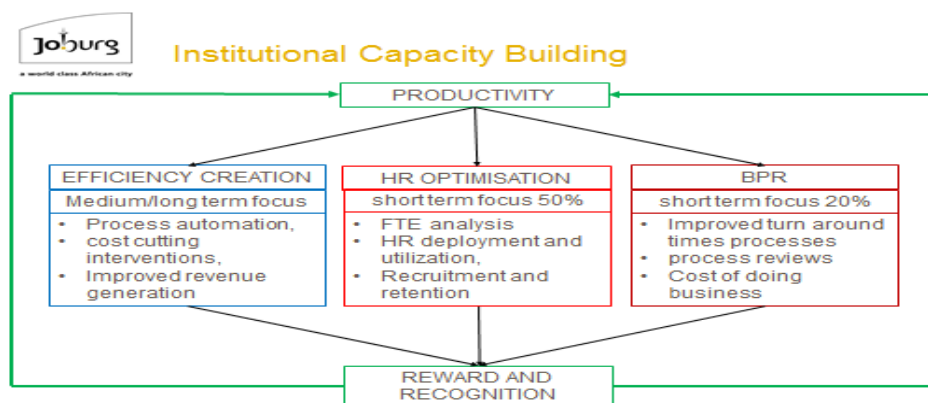 Joburg
a world class African city
Institutional Capacity Building
PRODUCTIVITY
EFFICIENCY CREATION
Medium/long term focus
• Process automation,
• cost cutting
interventions,
• Improved revenue
generation
HR OPTIMISATION
short term focus 50%
• FTE analysis
• HR deployment and
utilization,
• Recruitment and
retention
BPR
short term focus 20%
• Improved turn around
times processes
• process reviews
• Cost of doing
business
REWARD AND
RECOGNITION